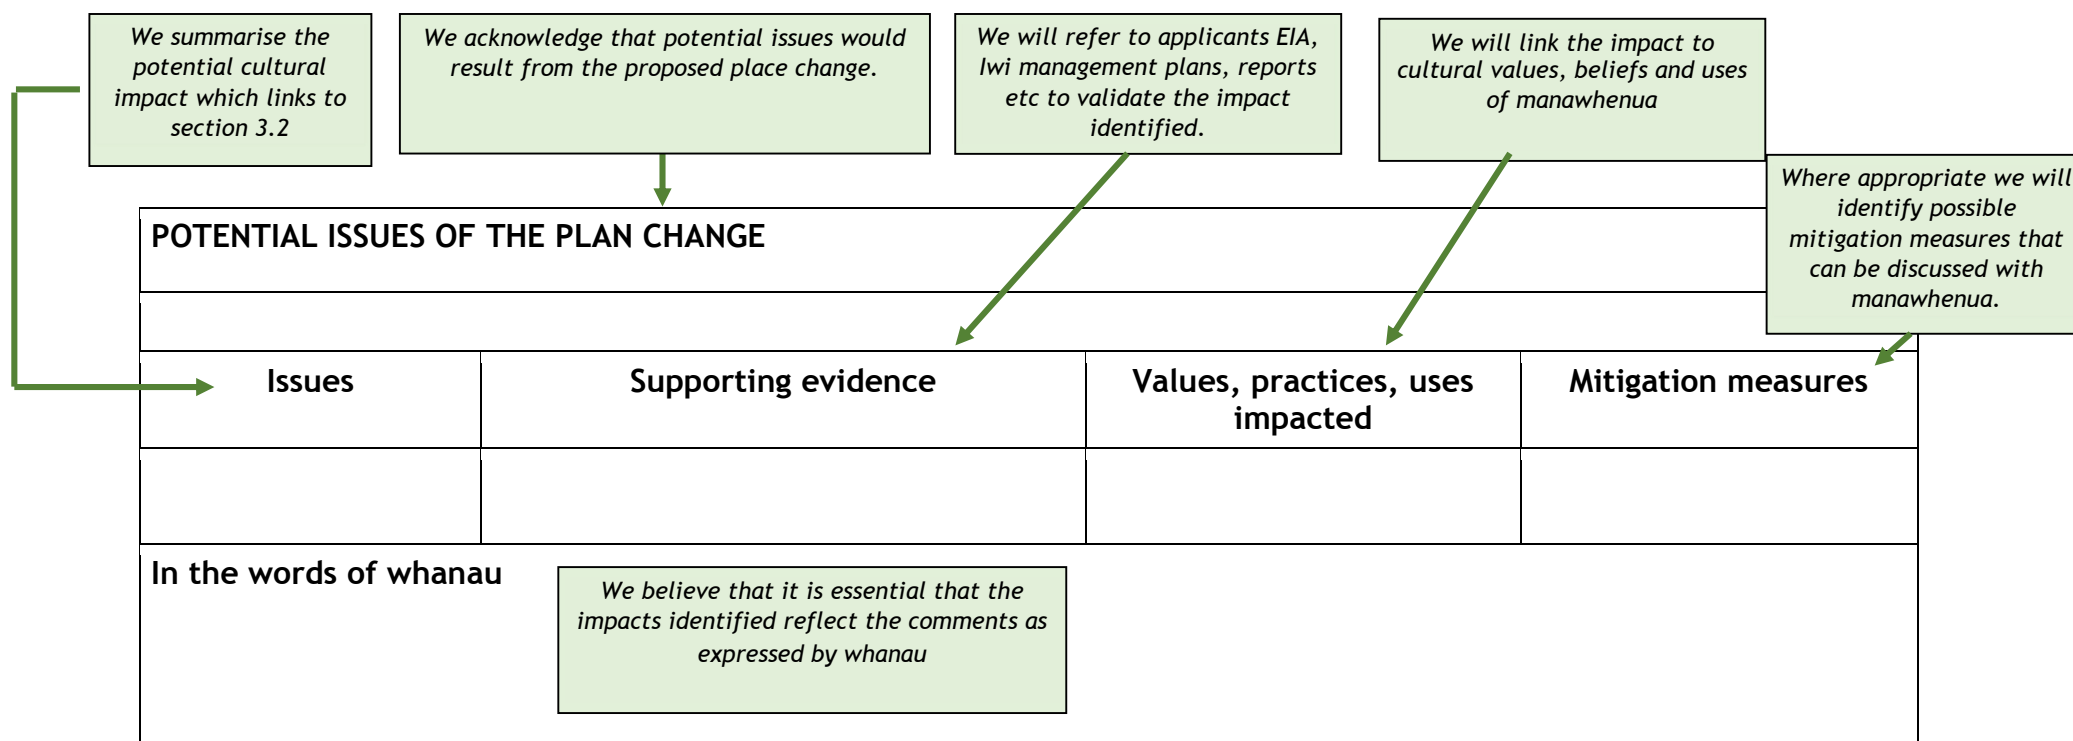 We summarise the
potential cultural
impact which links to
section 3.2
We acknowledge that potential issues would
result from the proposed place change.
We will refer to applicants EIA,
Iwi management plans, reports
etc to validate the impact
identified.
We will link the impact to
cultural values, beliefs and uses
of manawhenua
Where appropriate we will
identify possible
mitigation measures that
can be discussed with
manawhenua.
POTENTIAL ISSUES OF THE PLAN CHANGE
Issues
Supporting evidence
Values, practices, uses
impacted
Mitigation measures
In the words of whanau
We believe that it is essential that the
impacts identified reflect the comments as
expressed by whanau